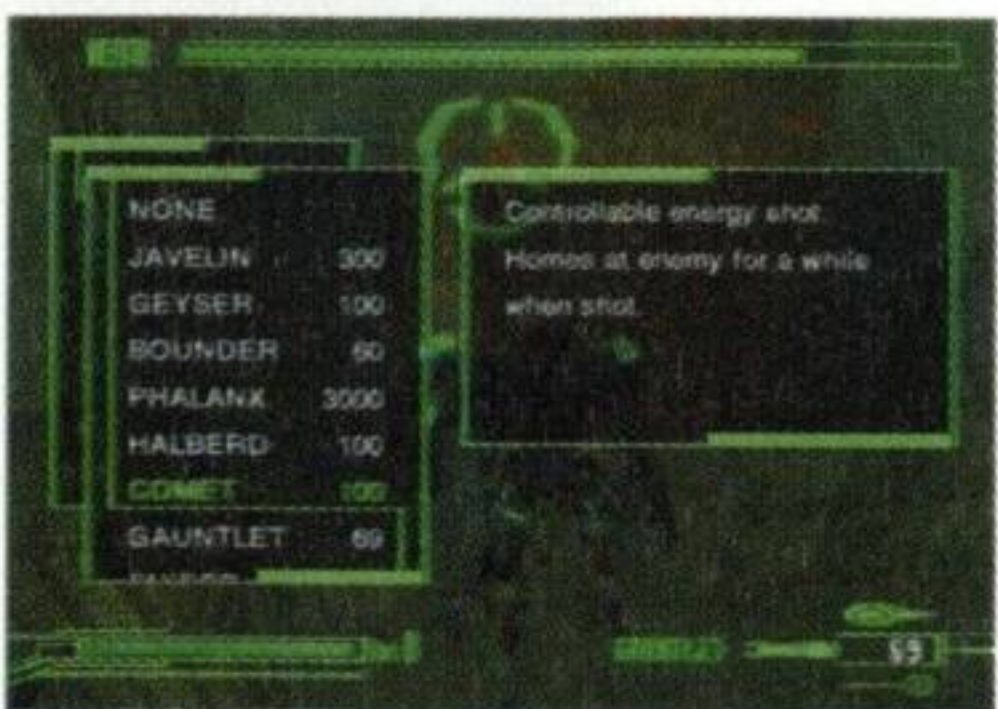 NONE
JAVELIN 300
GEYSER 100
BOUNDER 60
PHALANX 3000
HALBERD 100
COMET 100
GAUNTLET 69
Controllable energy shot.
Homes at enemy for a while
when shot.
69